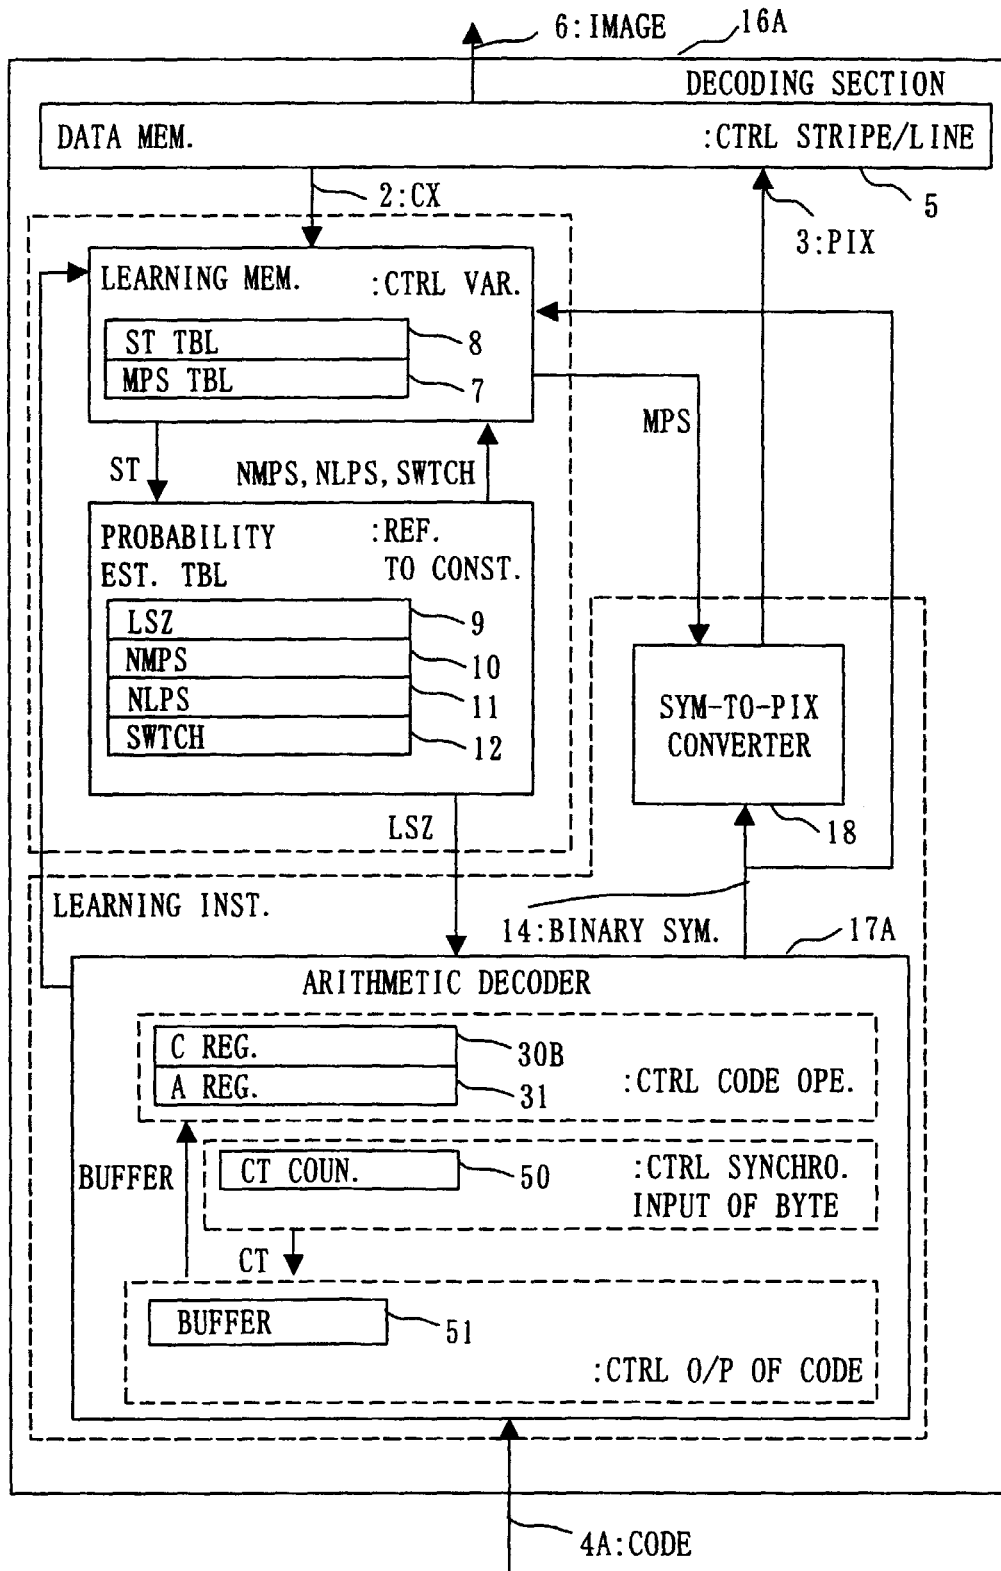 6:IMAGE
16A
DECODING SECTION
DATA MEM.
:CTRL STRIPE/LINE
5
2:CX
3:PIX
LEARNING MEM.
:CTRL VAR.
ST TBL
8
MPS TBL
7
MPS
ST
NMPS, NLPS, SWTCH
PROBABILITY
EST. TBL
:REF.
TO CONST.
LSZ
9
NMPS
10
NLPS
11
SWTCH
12
SYM-TO-PIX
CONVERTER
18
LSZ
LEARNING INST.
14:BINARY SYM.
17A
ARITHMETIC DECODER
C REG.
30B
A REG.
31
:CTRL CODE OPE.
BUFFER
CT COUN.
50
:CTRL SYNCHRO.
INPUT OF BYTE
CT
BUFFER
51
:CTRL O/P OF CODE
4A:CODE